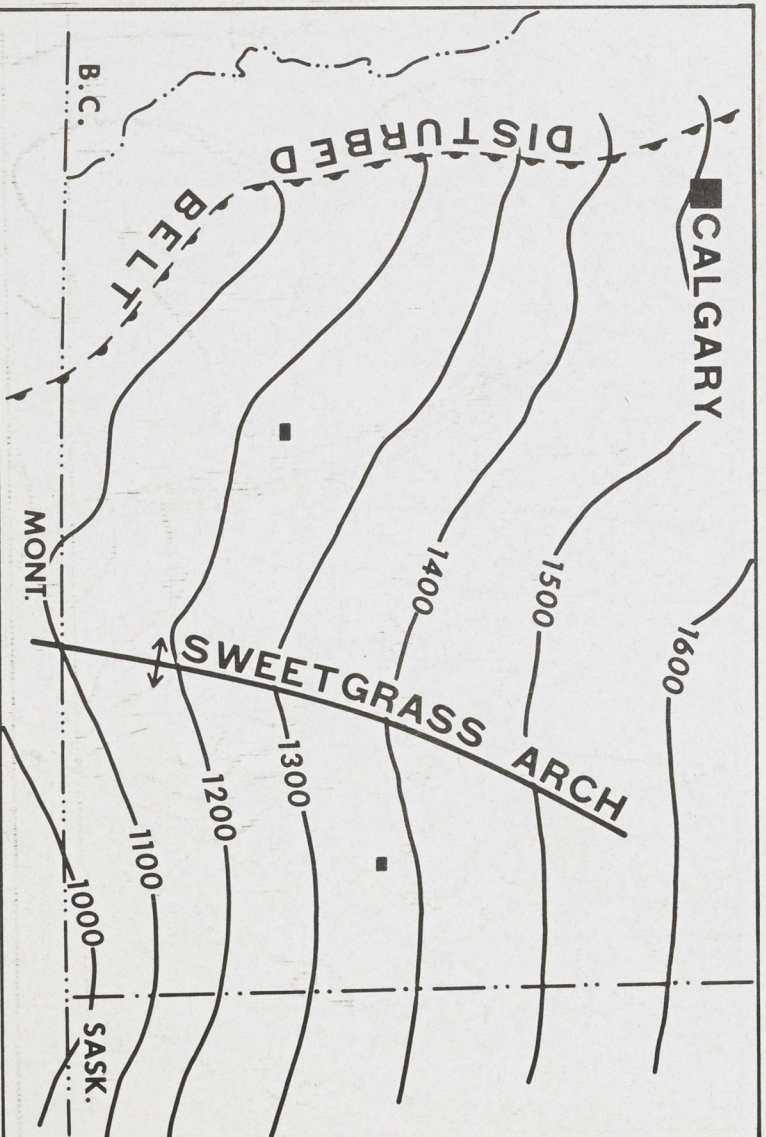 CALGARY
DISTURBED
BELT
B.C.
MONT.
SASK.
SWEETGRASS ARCH
1600
1500
1400
1300
1200
1100
1000